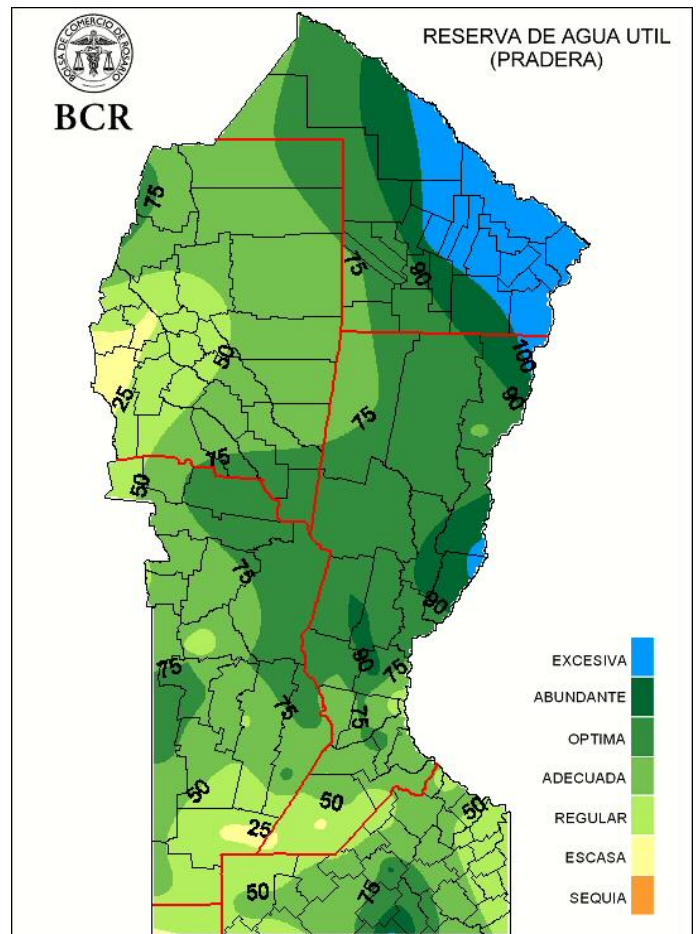 BOLSA DE COMERCIO DE ROSARIO
BCR
RESERVA DE AGUA UTIL
(PRADERA)
75
75
90
50
100
25
90
75
75
50
75
90
90
75
75
75
75
50
50
50
25
50
75
EXCESIVA
ABUNDANTE
OPTIMA
ADECUADA
REGULAR
ESCASA
SEQUIA